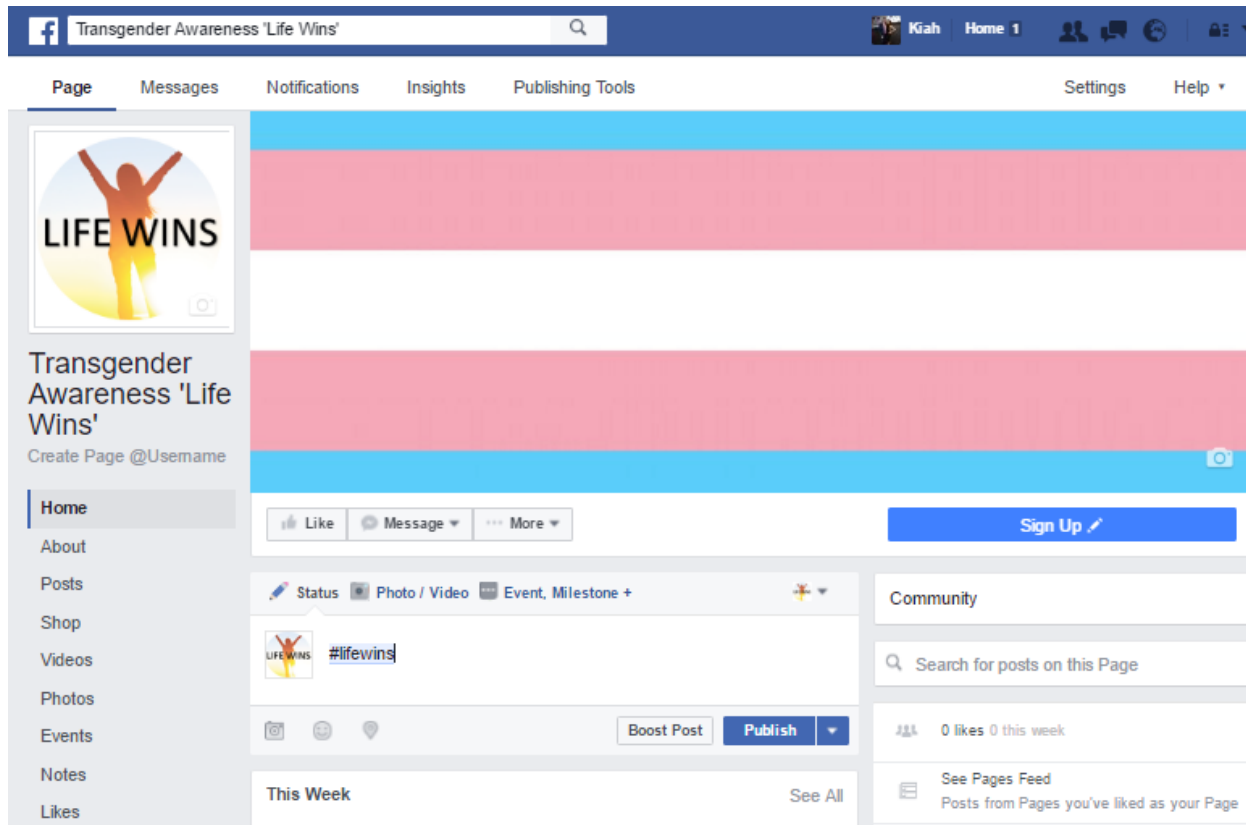 Transgender Awareness 'Life Wins'
Kiah Home 1
Page Messages Notifications Insights Publishing Tools Settings Help
LIFE WINS
Transgender
Awareness 'Life
Wins'
Create Page @Username
Home
About
Posts
Shop
Videos
Photos
Events
Notes
Likes
Like Message More
Sign Up
Status Photo / Video Event, Milestone +
LIFE WINS
#lifewins
Boost Post Publish
This Week See All
Community
Search for posts on this Page
0 likes 0 this week
See Pages Feed
Posts from Pages you've liked as your Page